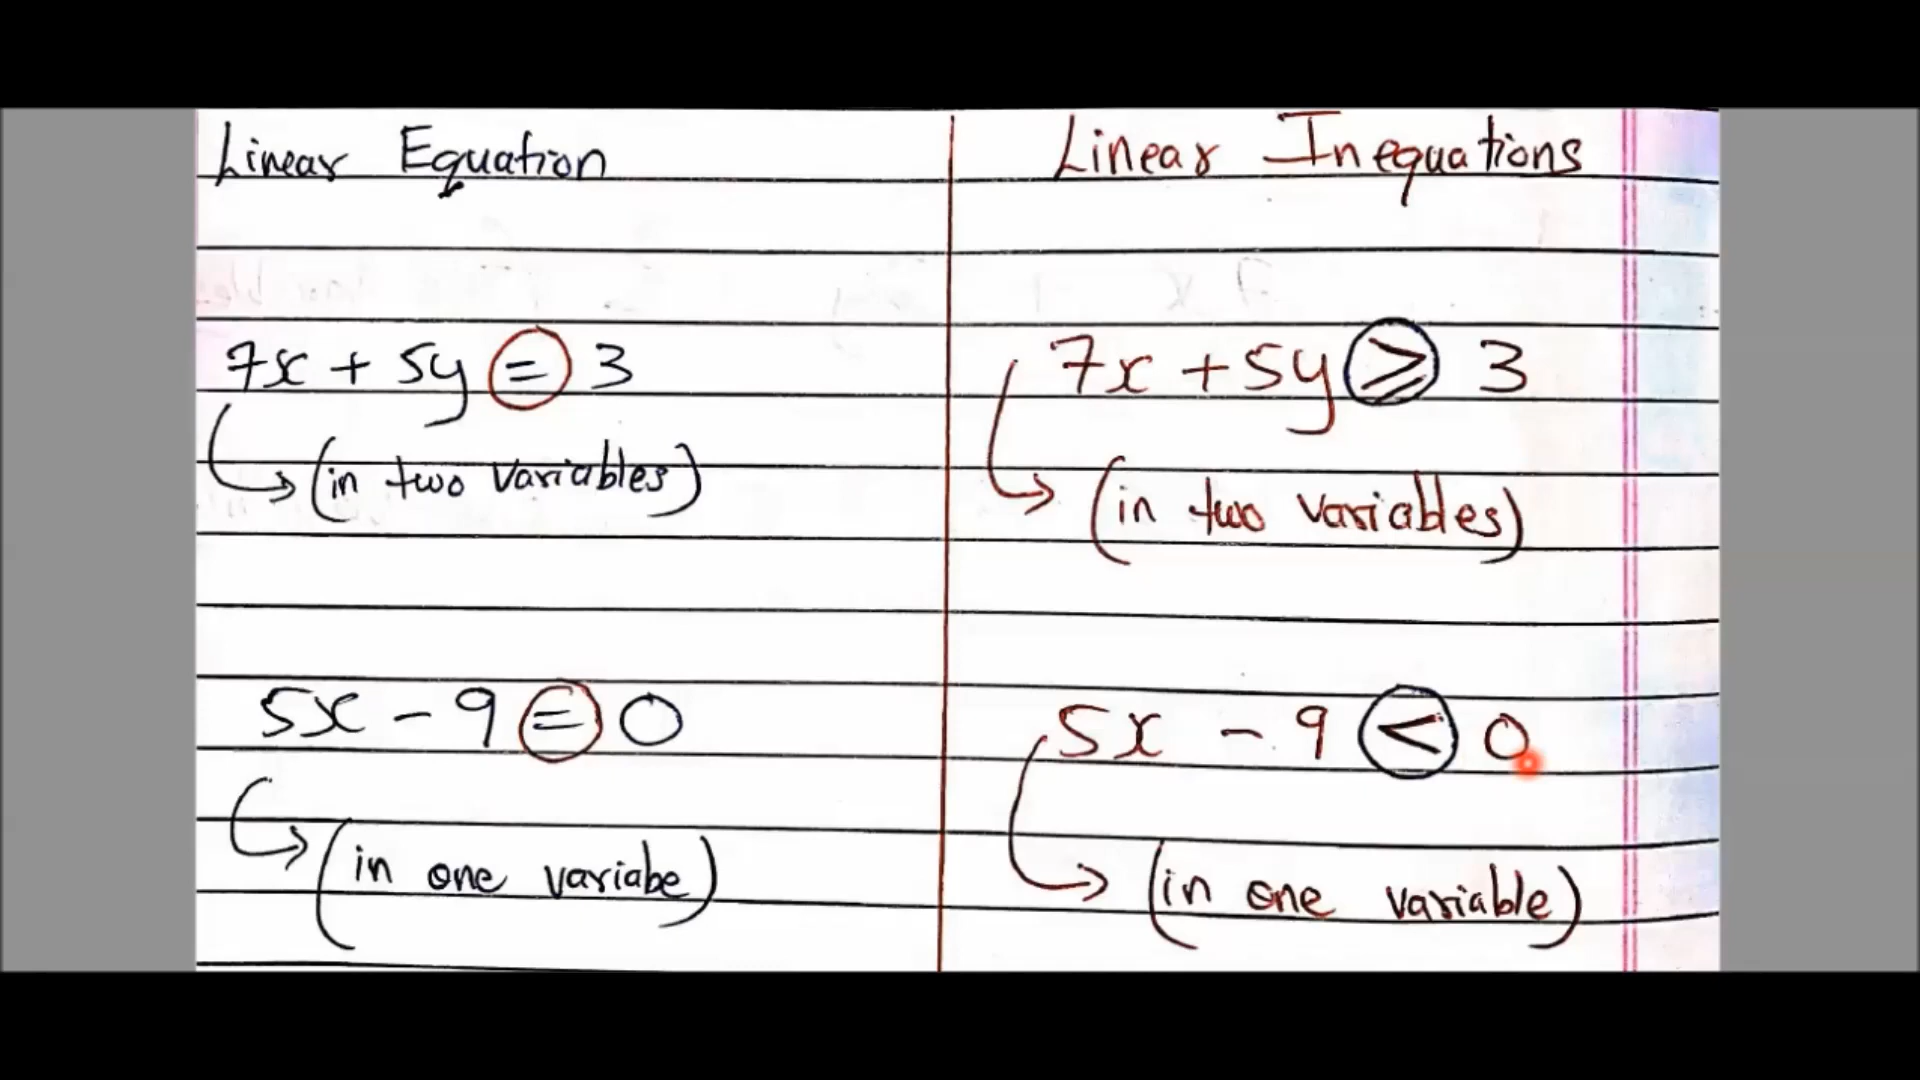 Linear Equation
7x + 5y = 3
(in two variables)
5x - 9 = 0
(in one variabe)
Linear Inequations
7x + 5y ⩾ 3
(in two variables)
5x - 9 < 0
(in one variable)